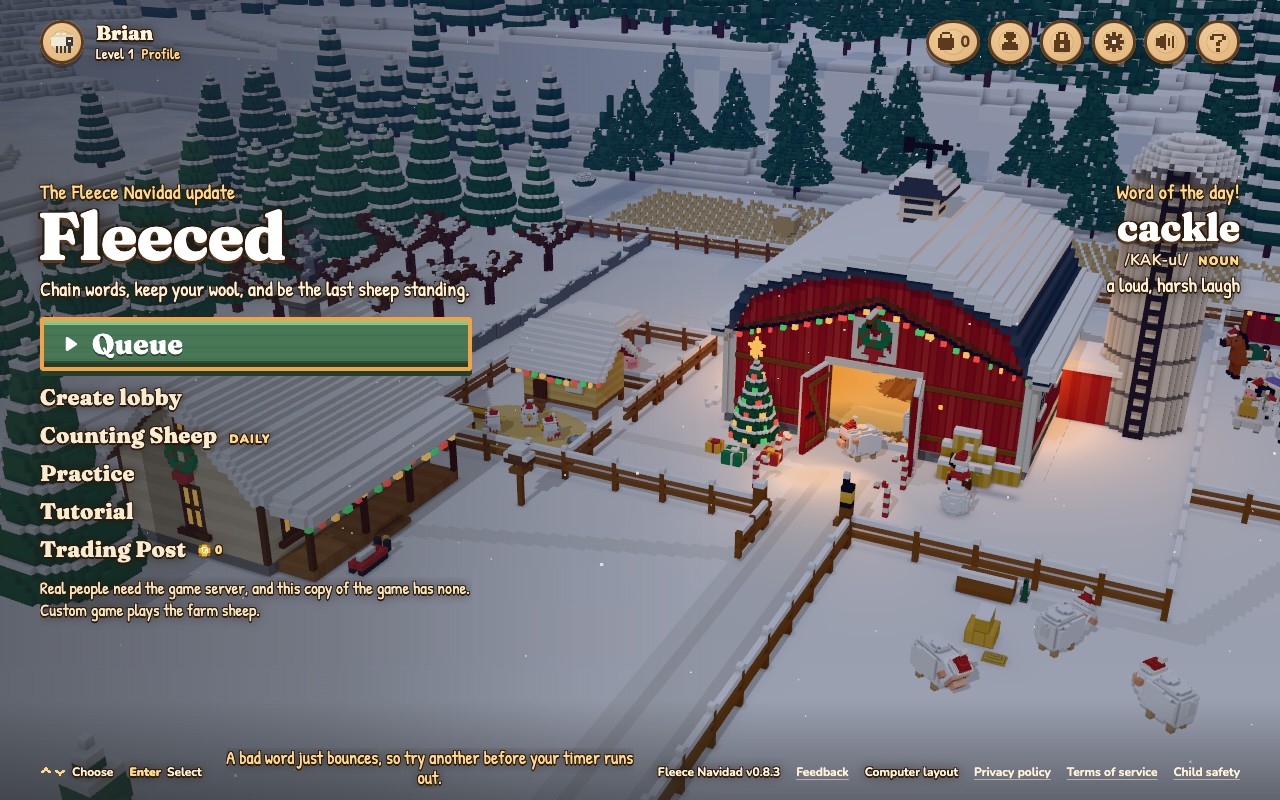 Brian
Level 1 Profile
0
The Fleece Navidad update
Fleeced
Chain words, keep your wool, and be the last sheep standing.
Queue
Create lobby
Counting Sheep DAILY
Practice
Tutorial
Trading Post 0
Real people need the game server, and this copy of the game has none.
Custom game plays the farm sheep.
Word of the day!
cackle
/KAK-ul/ NOUN
a loud, harsh laugh
Choose Enter Select
A bad word just bounces, so try another before your timer runs
out.
Fleece Navidad v0.8.3 Feedback Computer layout Privacy policy Terms of service Child safety